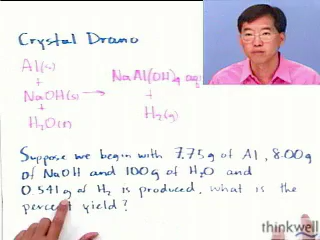 Crystal Drano
Al(s)
+
NaOH(s) → NaAl(OH)4 aq
+ +
H2O(l) H2(g)
Suppose we begin with 7.75g of Al, 8.00g
of NaOH and 100g of H2O and
0.541g of H2 is produced, what is the
percent yield?
thinkwell